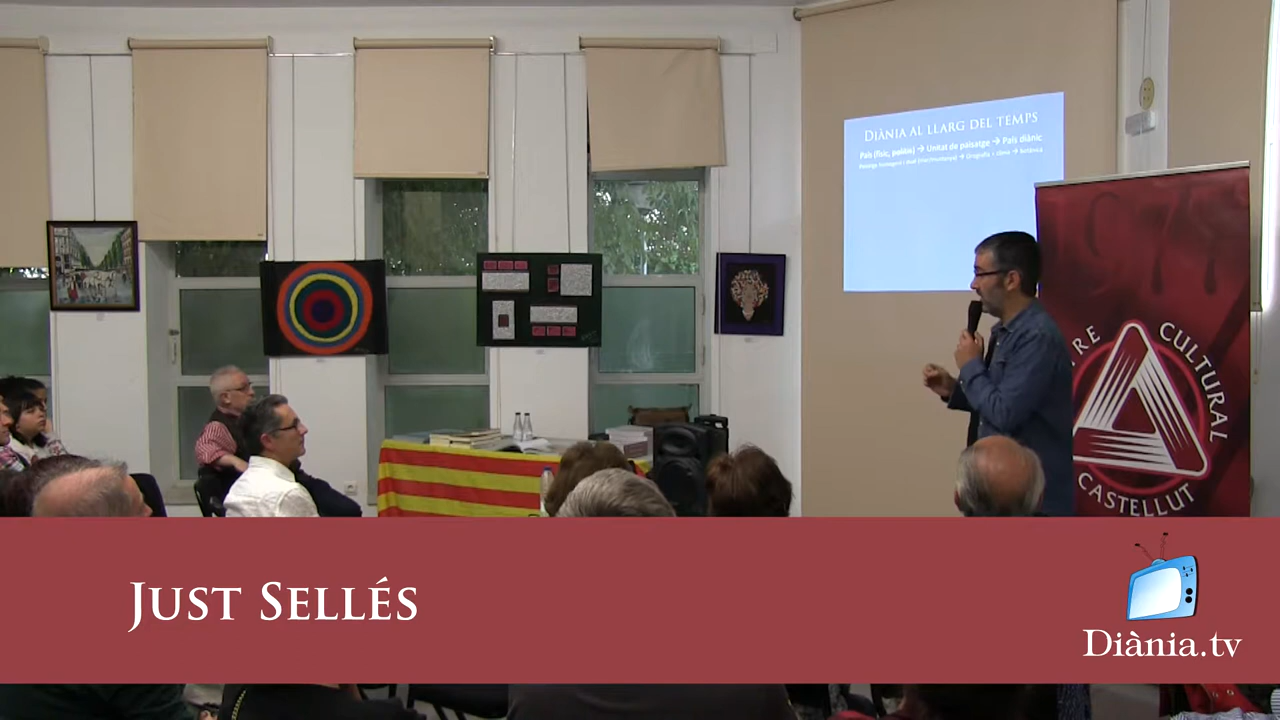 DIÀNIA AL LLARG DEL TEMPS
País (físic, polític) → Unitat de paisatge → País diànic
1977
CULTURAL
CASTELLUT
JUST SELLÉS
Diània.tv